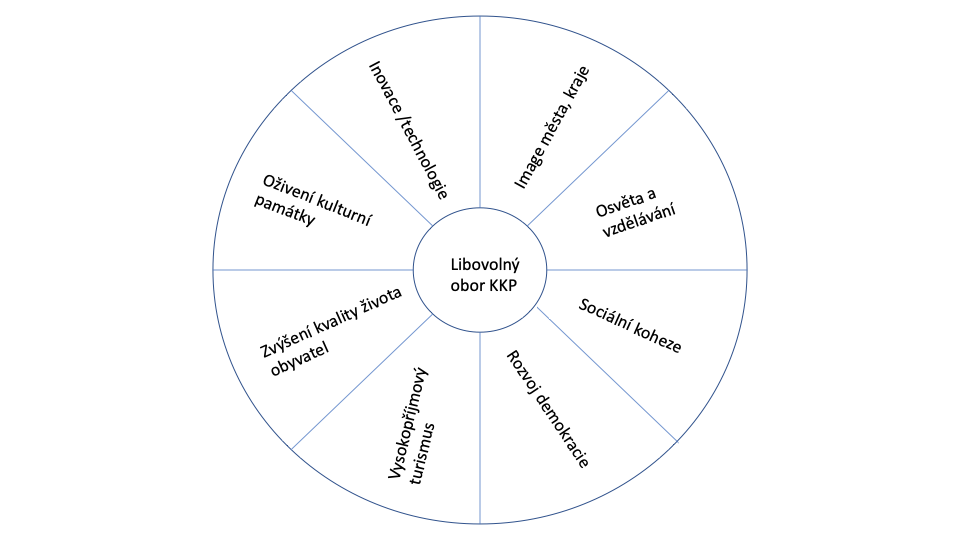 Inovace /technologie
Image města, kraje
Oživení kulturní
památky
Osvěta a
vzdělávání
Libovolný
obor KKP
Zvýšení kvality života
obyvatel
Sociální koheze
Vysokopříjmový
turismus
Rozvoj demokracie